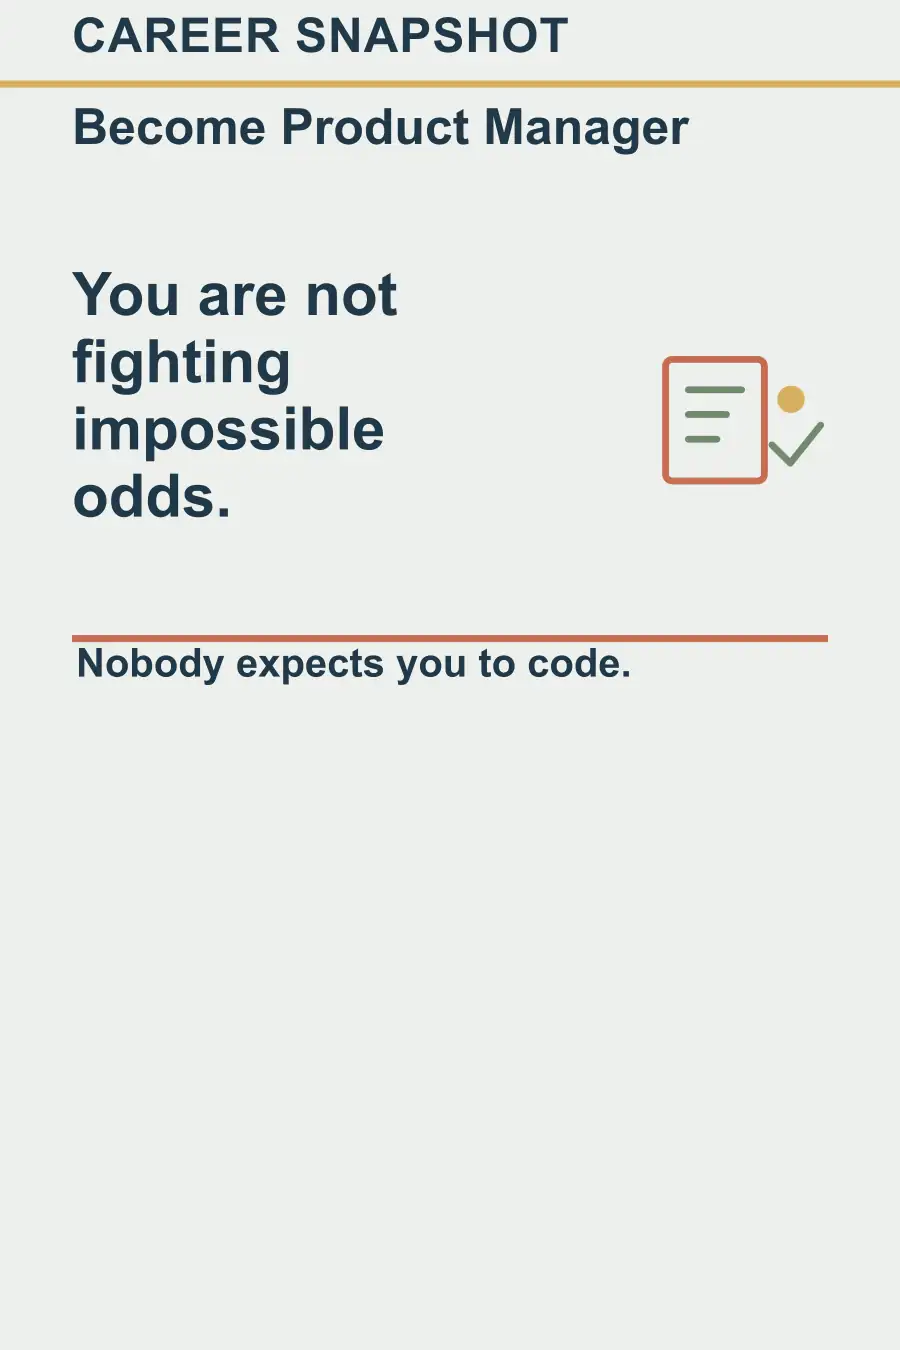 CAREER SNAPSHOT
Become Product Manager
You are not
fighting
impossible
odds.
Nobody expects you to code.